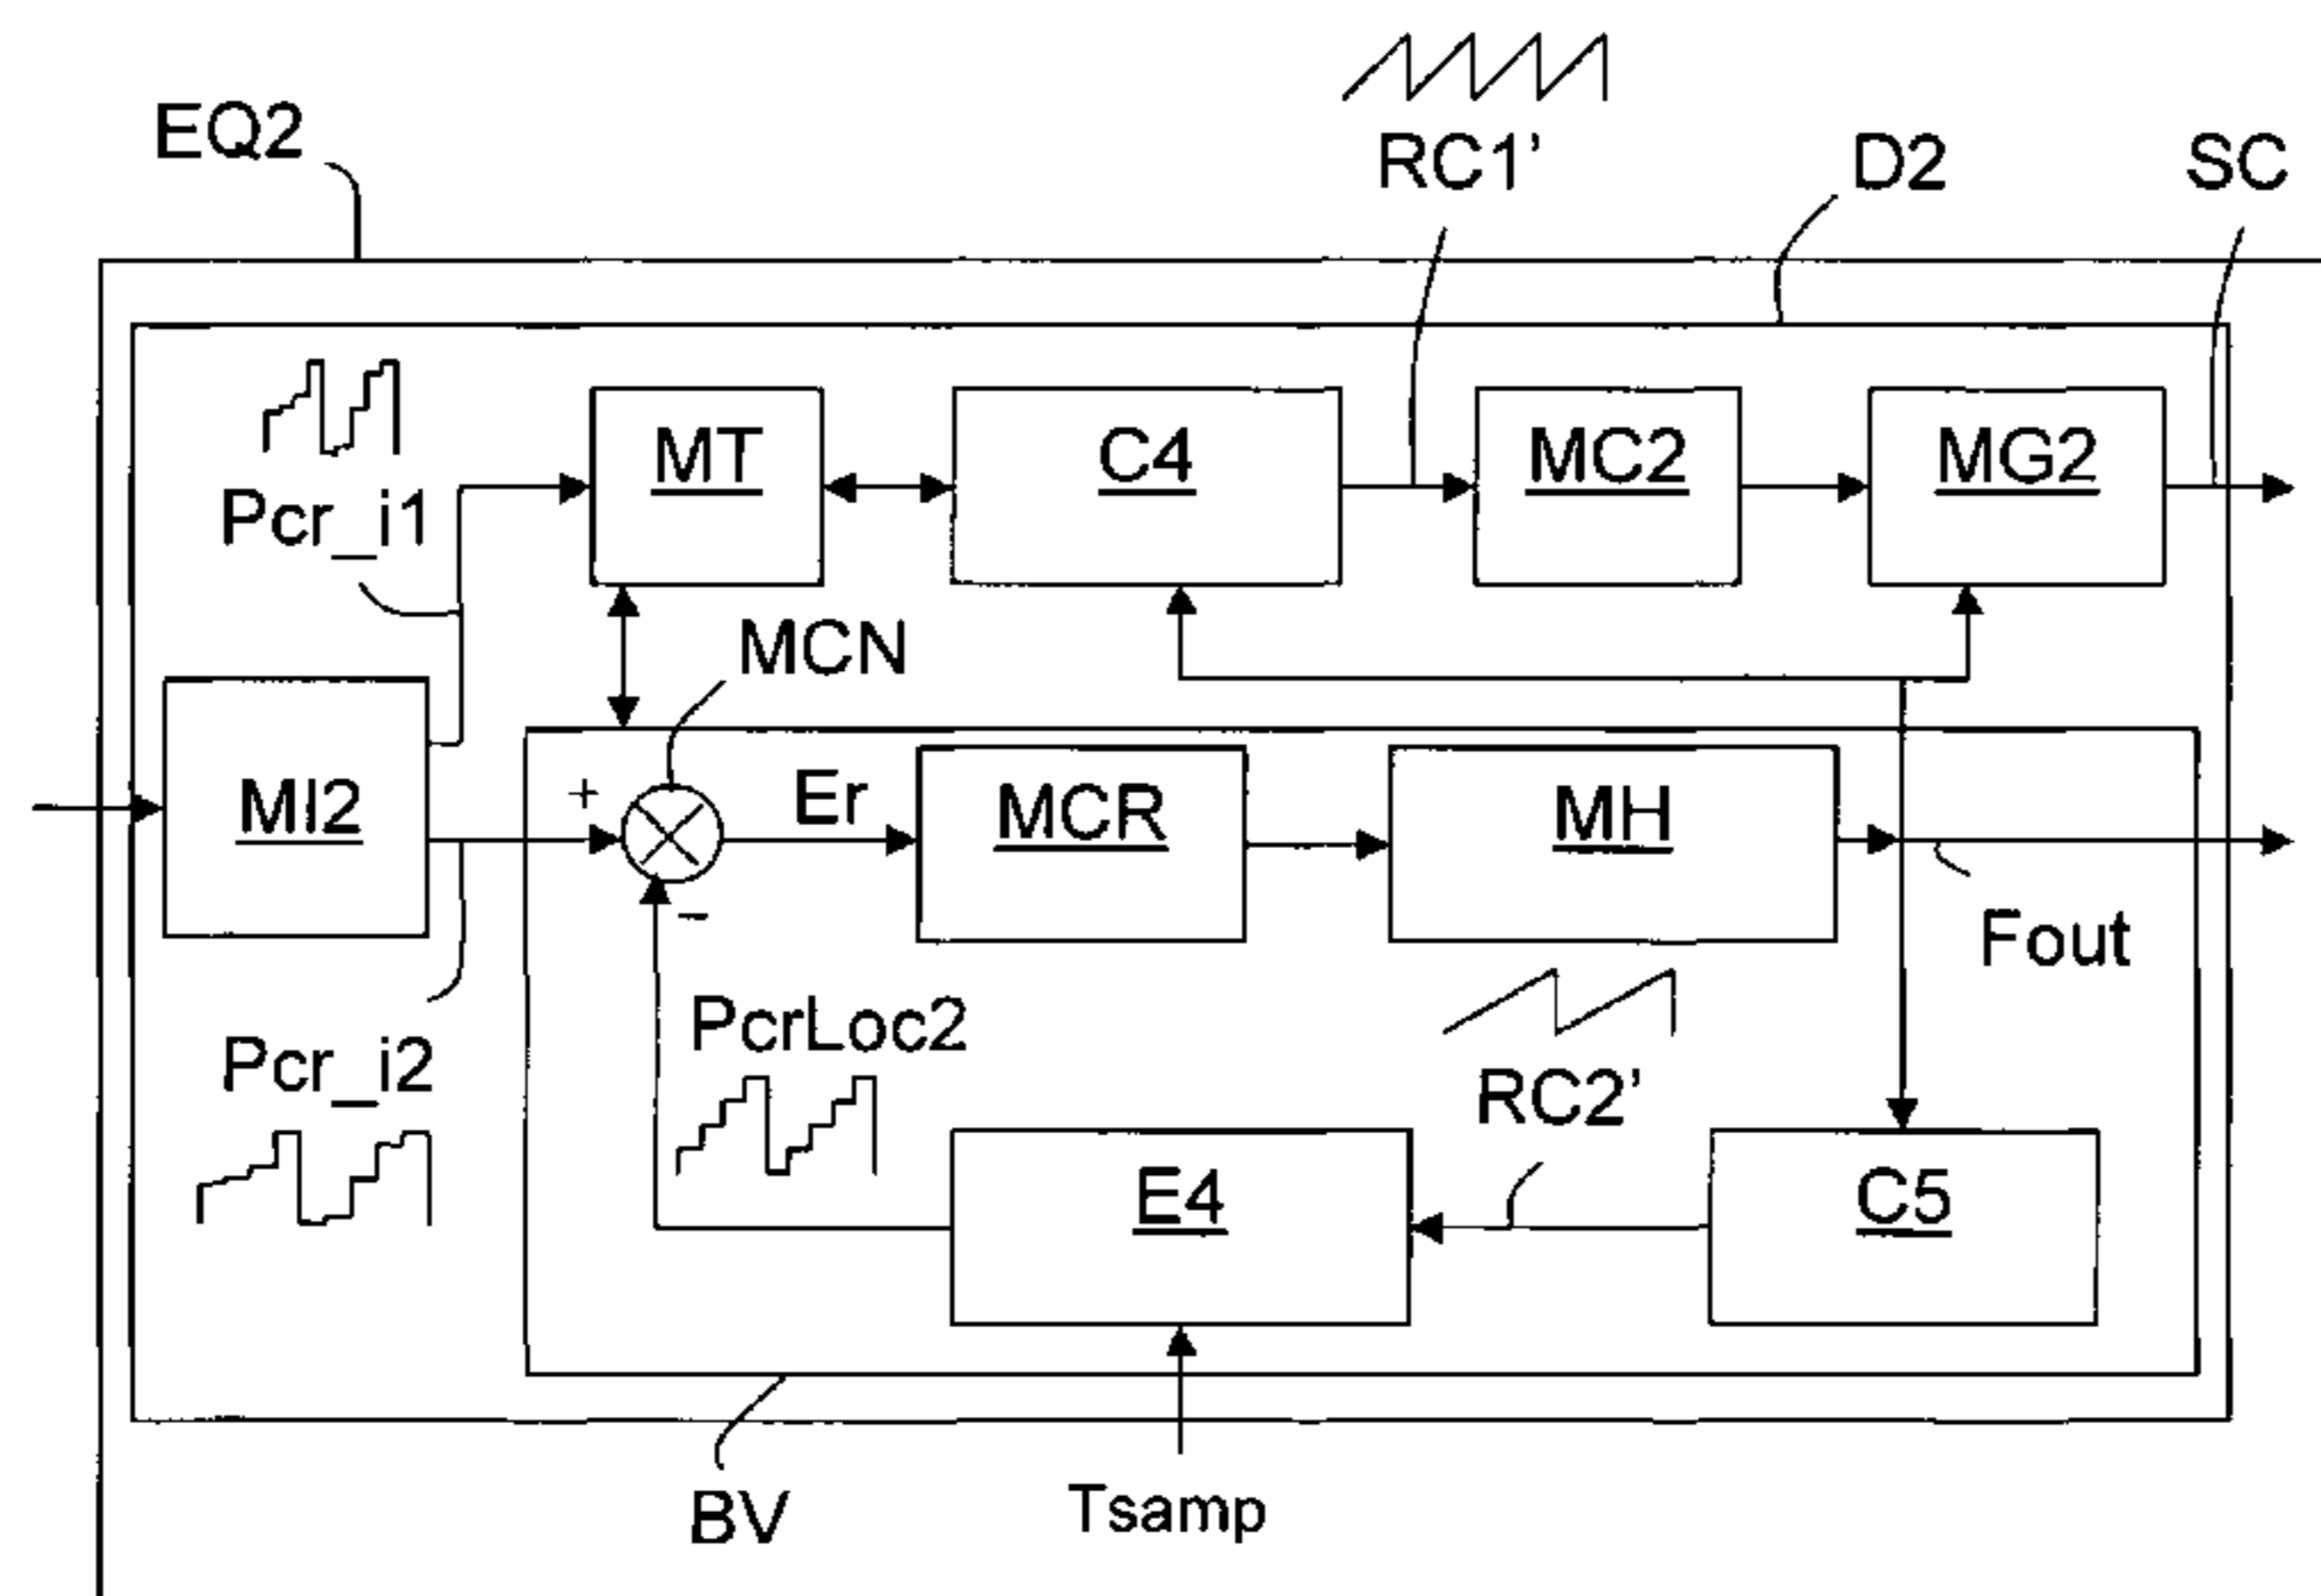 EQ2
RC1'
D2
SC
Pcr_i1
MT
C4
MC2
MG2
MCN
MI2
+
Er
MCR
MH
−
Fout
PcrLoc2
Pcr_i2
RC2'
E4
C5
BV
Tsamp